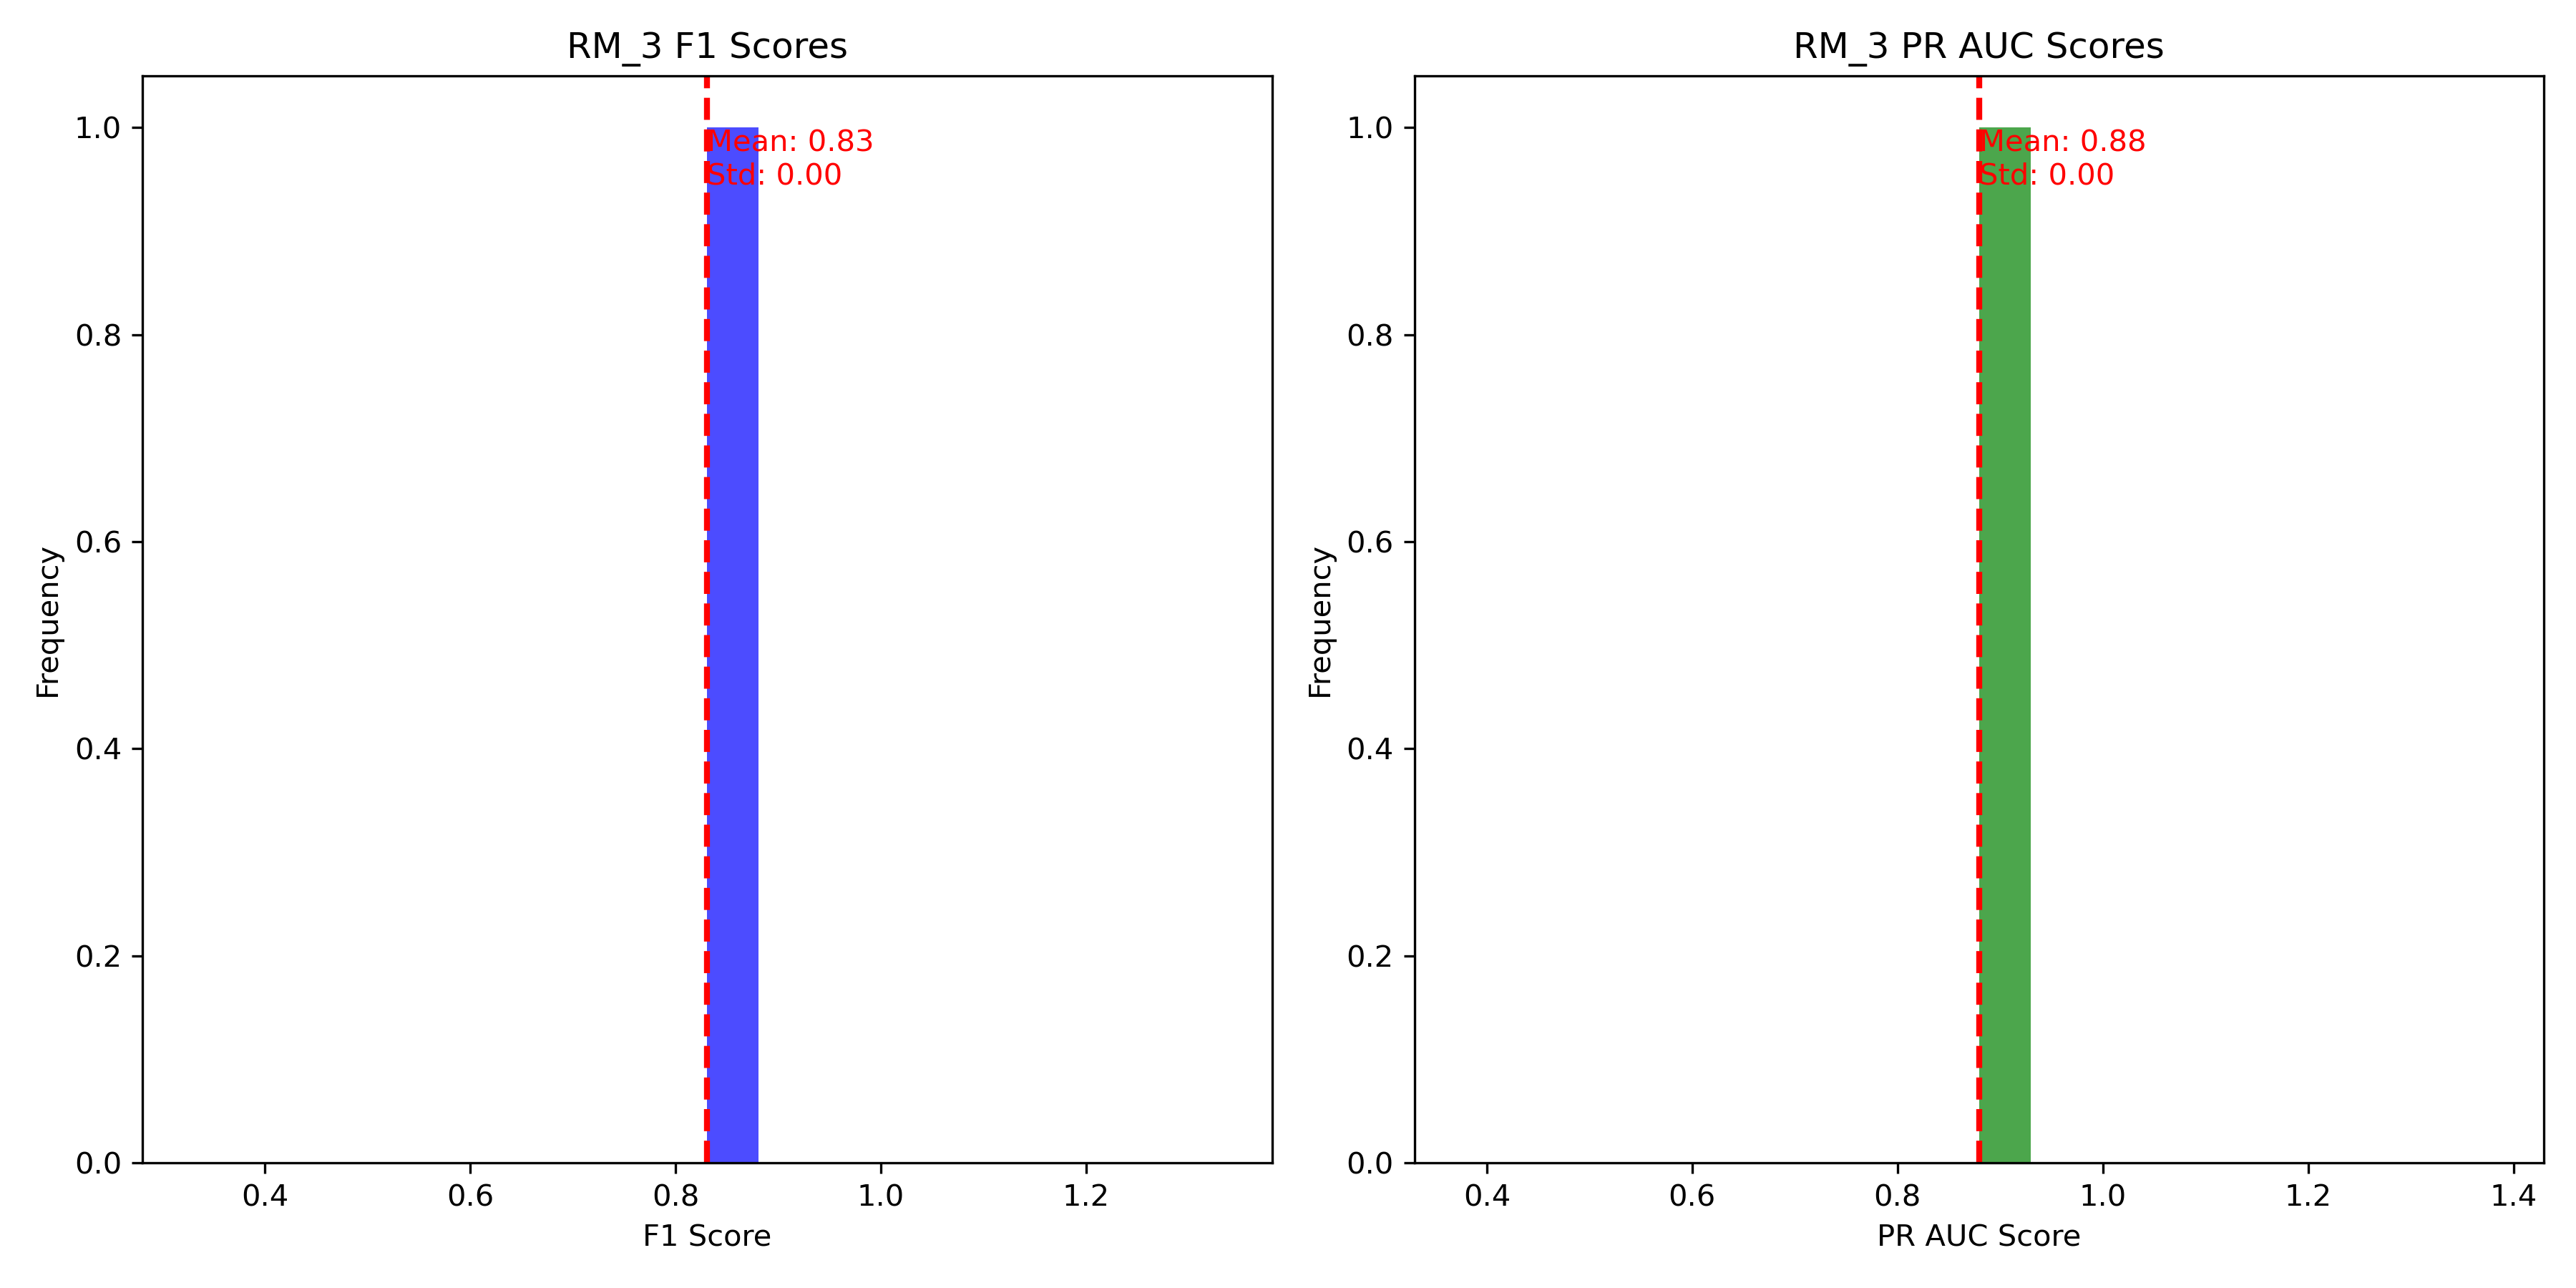 RM_3 F1 Scores
1.0
0.8
0.6
0.4
0.2
0.0
Frequency
Mean: 0.83
Std: 0.00
0.4 0.6 0.8 1.0 1.2
F1 Score
RM_3 PR AUC Scores
1.0
0.8
0.6
0.4
0.2
0.0
Frequency
Mean: 0.88
Std: 0.00
0.4 0.6 0.8 1.0 1.2 1.4
PR AUC Score